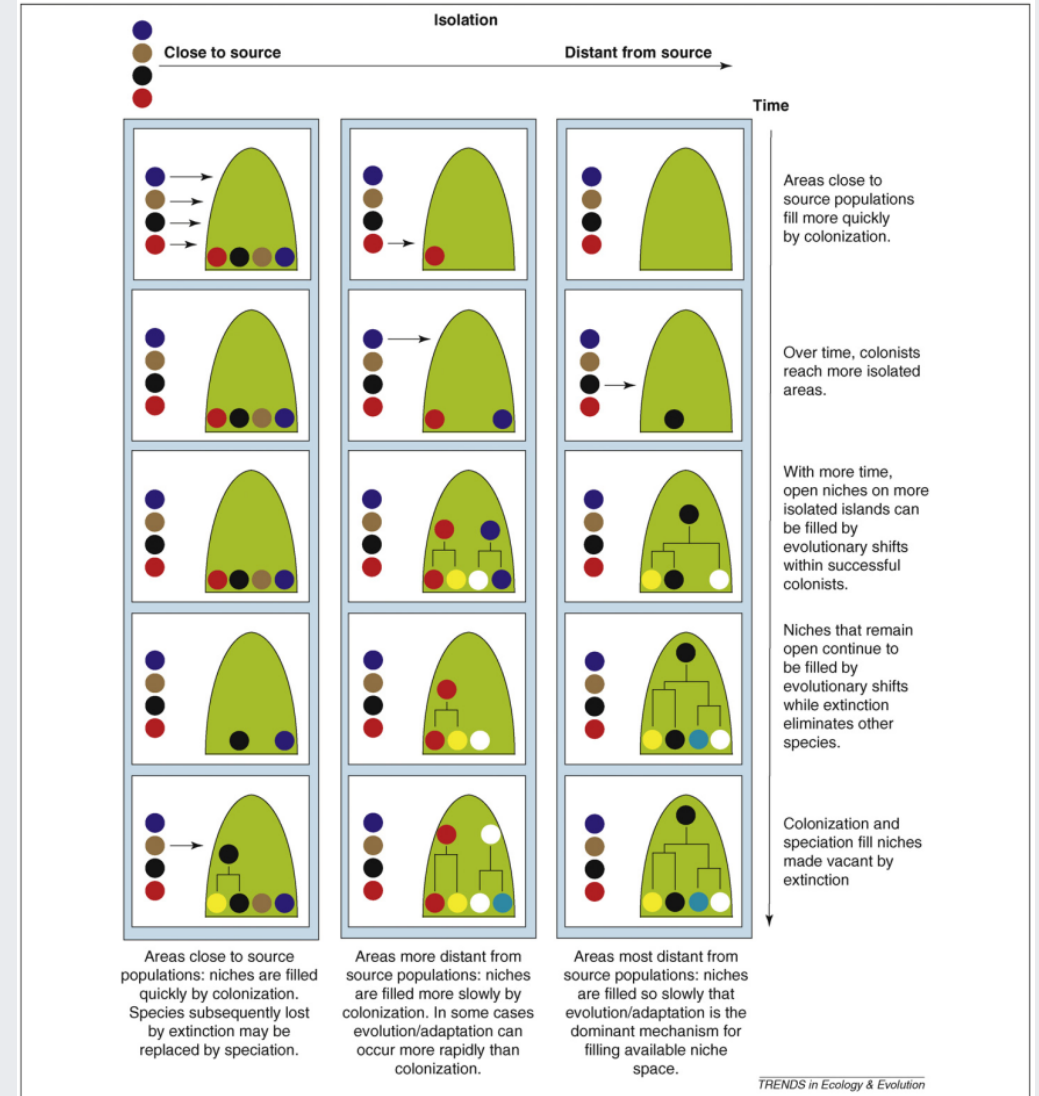 Isolation
Close to source
Distant from source
Time
Areas close to
source populations
fill more quickly
by colonization.
Over time, colonists
reach more isolated
areas.
With more time,
open niches on more
isolated islands can
be filled by
evolutionary shifts
within successful
colonists.
Niches that remain
open continue to
be filled by
evolutionary shifts
while extinction
eliminates other
species.
Colonization and
speciation fill niches
made vacant by
extinction
Areas close to source
populations: niches are filled
quickly by colonization.
Species subsequently lost
by extinction may be
replaced by speciation.
Areas more distant from
source populations: niches
are filled more slowly by
colonization. In some cases
evolution/adaptation can
occur more rapidly than
colonization.
Areas most distant from
source populations: niches
are filled so slowly that
evolution/adaptation is the
dominant mechanism for
filling available niche
space.
TRENDS in Ecology & Evolution